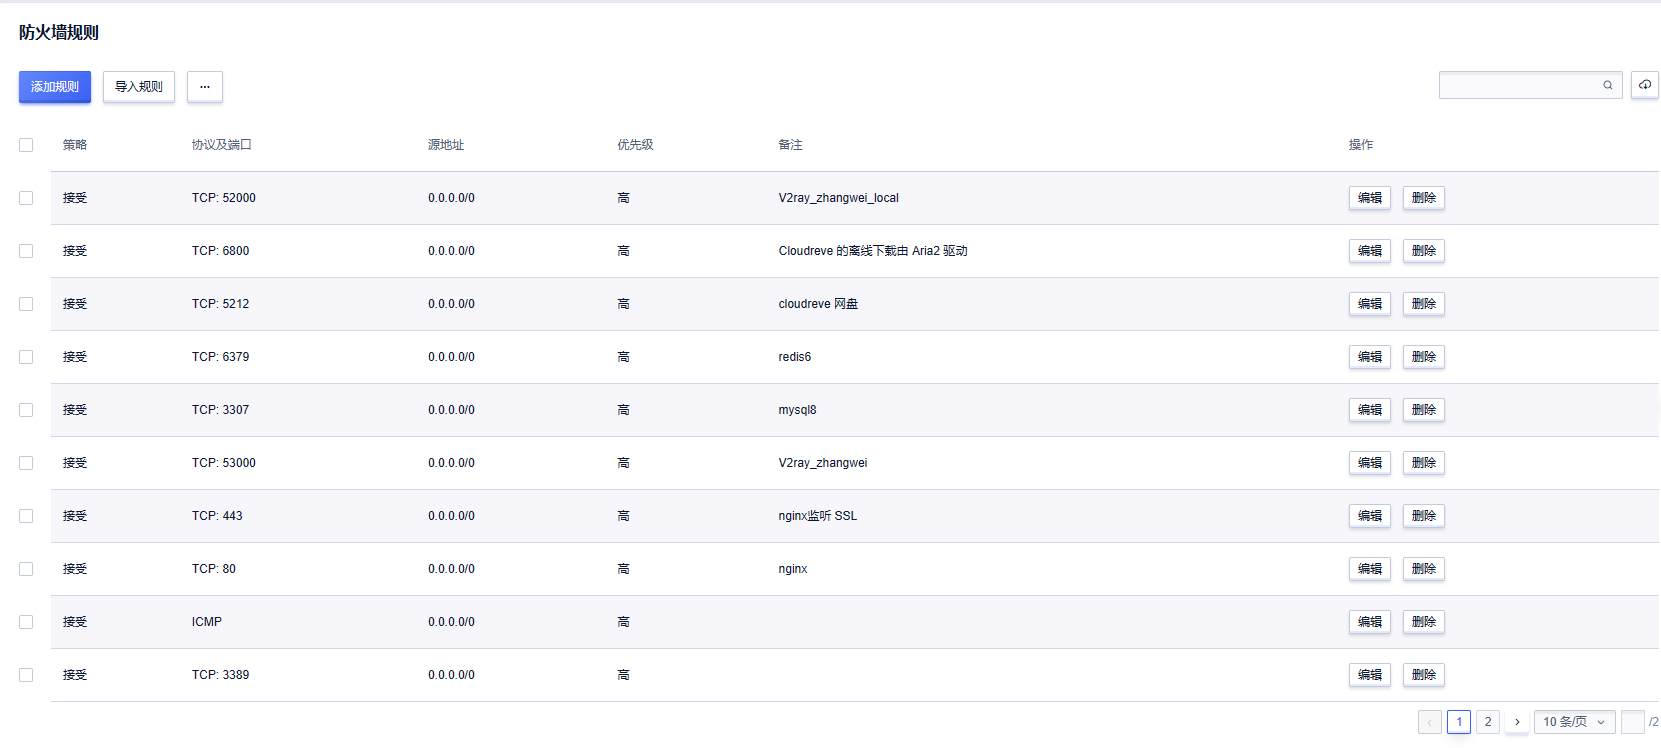 防火墙规则
添加规则 导入规则 ...
策略 协议及端口 源地址 优先级 备注 操作
接受 TCP: 52000 0.0.0.0/0 高 V2ray_zhangwei_local 编辑 删除
接受 TCP: 6800 0.0.0.0/0 高 Cloudreve 的离线下载由 Aria2 驱动 编辑 删除
接受 TCP: 5212 0.0.0.0/0 高 cloudreve 网盘 编辑 删除
接受 TCP: 6379 0.0.0.0/0 高 redis6 编辑 删除
接受 TCP: 3307 0.0.0.0/0 高 mysql8 编辑 删除
接受 TCP: 53000 0.0.0.0/0 高 V2ray_zhangwei 编辑 删除
接受 TCP: 443 0.0.0.0/0 高 nginx监听 SSL 编辑 删除
接受 TCP: 80 0.0.0.0/0 高 nginx 编辑 删除
接受 ICMP 0.0.0.0/0 高 编辑 删除
接受 TCP: 3389 0.0.0.0/0 高 编辑 删除
1 2 10 条/页 /2